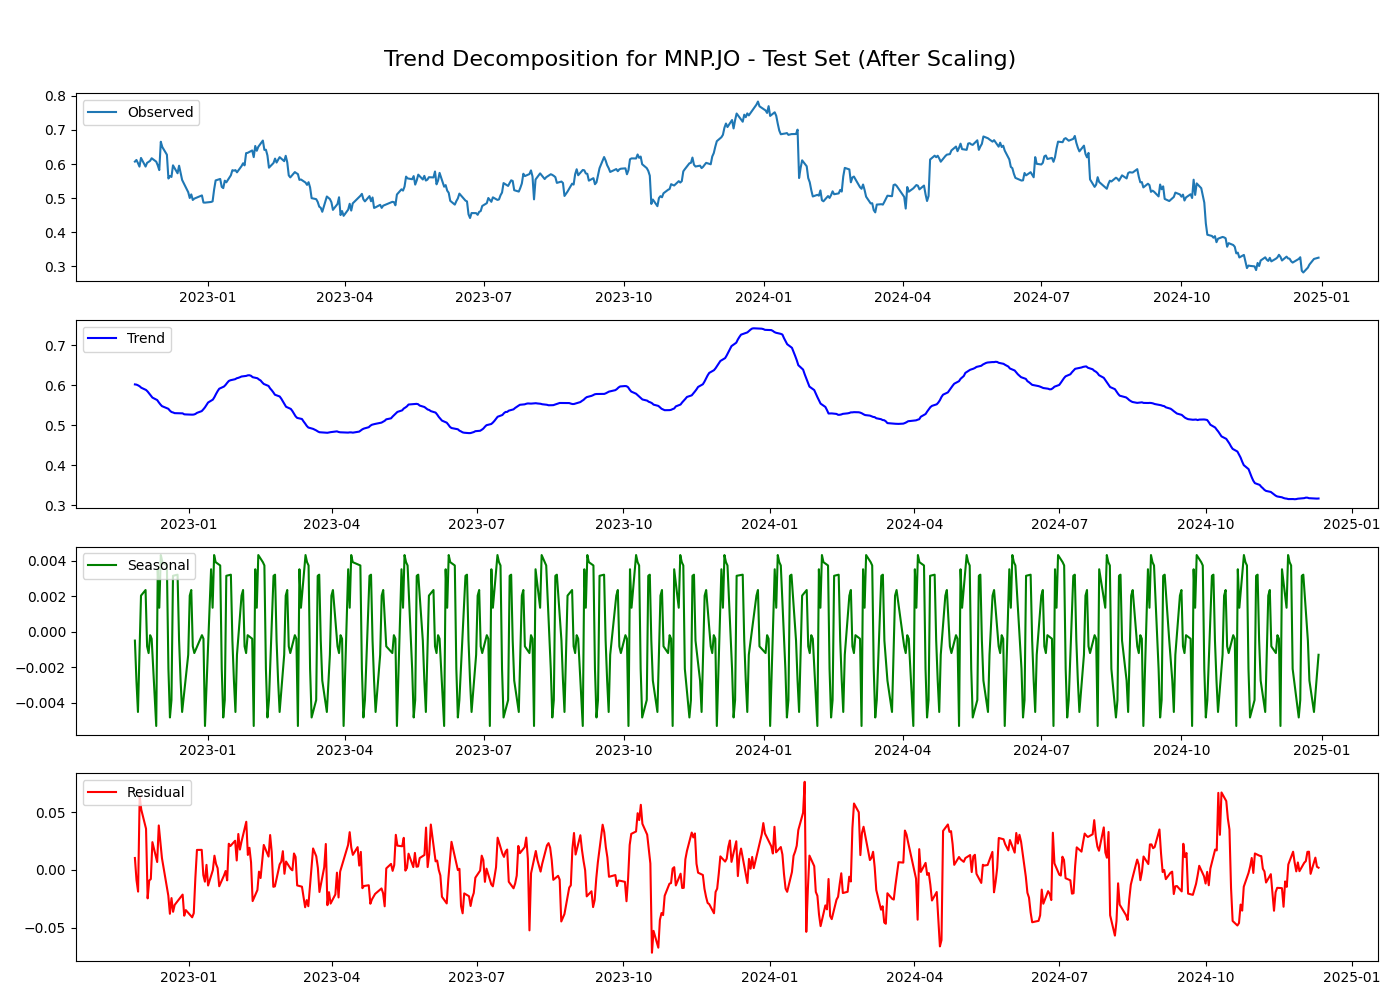 Trend Decomposition for MNP.JO - Test Set (After Scaling)
0.8
0.7
0.6
0.5
0.4
0.3
Observed
2023-01 2023-04 2023-07 2023-10 2024-01 2024-04 2024-07 2024-10 2025-01
0.7
0.6
0.5
0.4
0.3
Trend
2023-01 2023-04 2023-07 2023-10 2024-01 2024-04 2024-07 2024-10 2025-01
0.004
0.002
0.000
−0.002
−0.004
Seasonal
2023-01 2023-04 2023-07 2023-10 2024-01 2024-04 2024-07 2024-10 2025-01
0.05
0.00
−0.05
Residual
2023-01 2023-04 2023-07 2023-10 2024-01 2024-04 2024-07 2024-10 2025-01